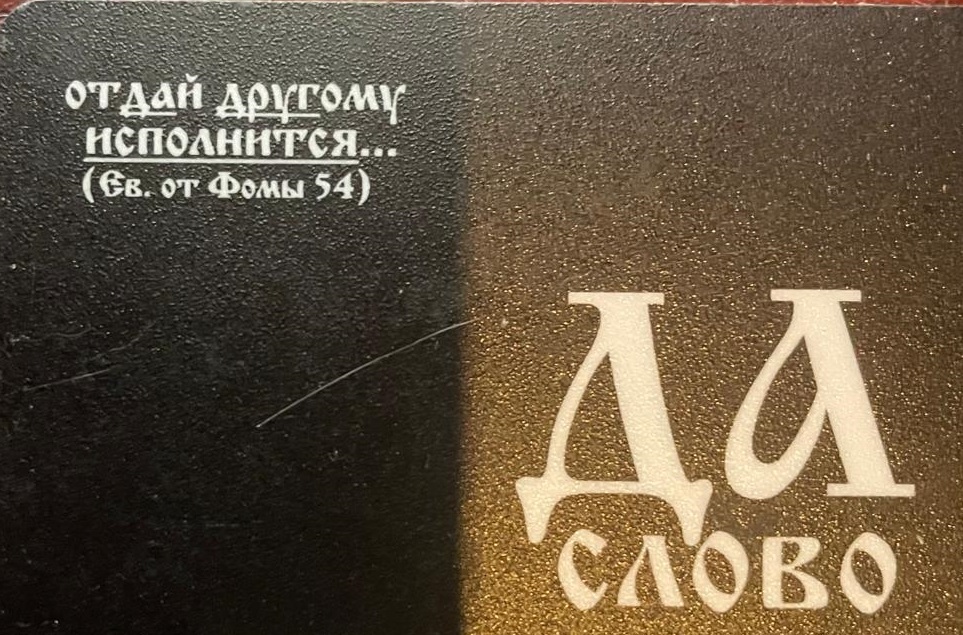 отдай другому
исполнится...
(Ев. от Фомы 54)
ДА
слово